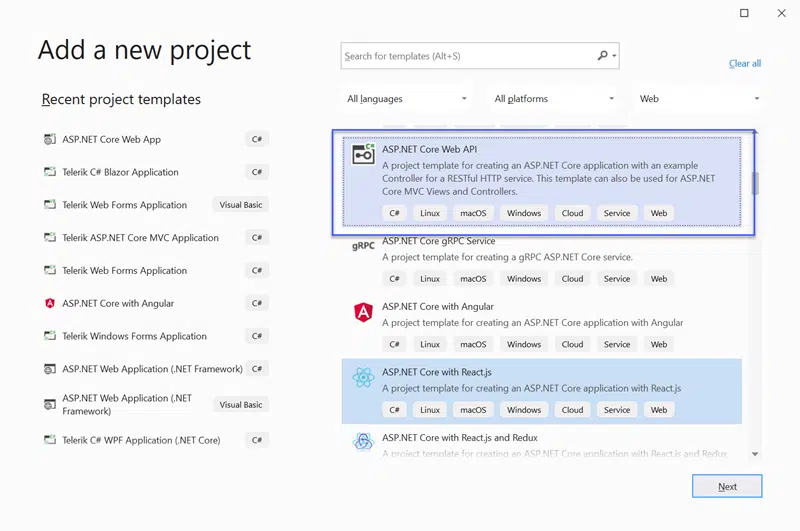 Add a new project
Search for templates (Alt+S)
Clear all
Recent project templates
All languages
All platforms
Web
ASP.NET Core Web App
C#
Telerik C# Blazor Application
C#
Telerik Web Forms Application
Visual Basic
Telerik ASP.NET Core MVC Application
C#
Telerik Web Forms Application
C#
ASP.NET Core with Angular
C#
Telerik Windows Forms Application
C#
ASP.NET Web Application (.NET Framework)
C#
ASP.NET Web Application (.NET
Framework)
Visual Basic
Telerik C# WPF Application (.NET Core)
C#
ASP.NET Core Web API
A project template for creating an ASP.NET Core application with an example
Controller for a RESTful HTTP service. This template can also be used for ASP.NET
Core MVC Views and Controllers.
C# Linux macOS Windows Cloud Service Web
gRPC
ASP.NET Core gRPC Service
A project template for creating a gRPC ASP.NET Core service.
C# Linux macOS Windows Cloud Service Web
ASP.NET Core with Angular
A project template for creating an ASP.NET Core application with Angular
C# Linux macOS Windows Cloud Service Web
ASP.NET Core with React.js
A project template for creating an ASP.NET Core application with React.js
C# Linux macOS Windows Cloud Service Web
ASP.NET Core with React.js and Redux
A project template for creating an ASP.NET Core application with React.js and Redux
Next